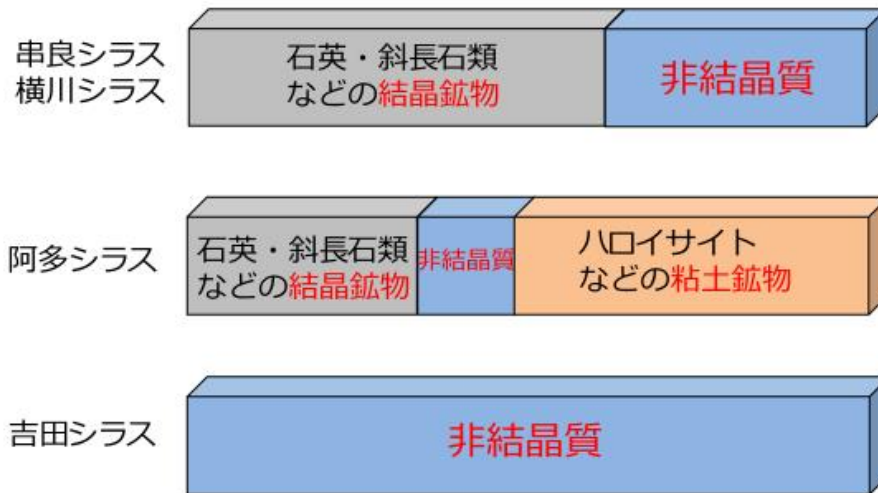 串良シラス
横川シラス
石英・斜長石類
などの結晶鉱物
非結晶質
阿多シラス
石英・斜長石類
などの結晶鉱物
非結晶質
ハロイサイト
などの粘土鉱物
吉田シラス
非結晶質